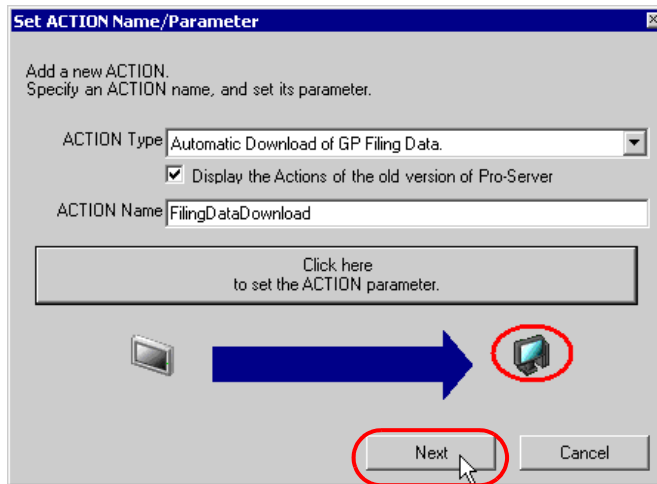 Set ACTION Name/Parameter
Add a new ACTION.
Specify an ACTION name, and set its parameter.
ACTION Type Automatic Download of GP Filing Data.
Display the Actions of the old version of Pro-Server
ACTION Name FilingDataDownload
Click here
to set the ACTION parameter.
Next Cancel